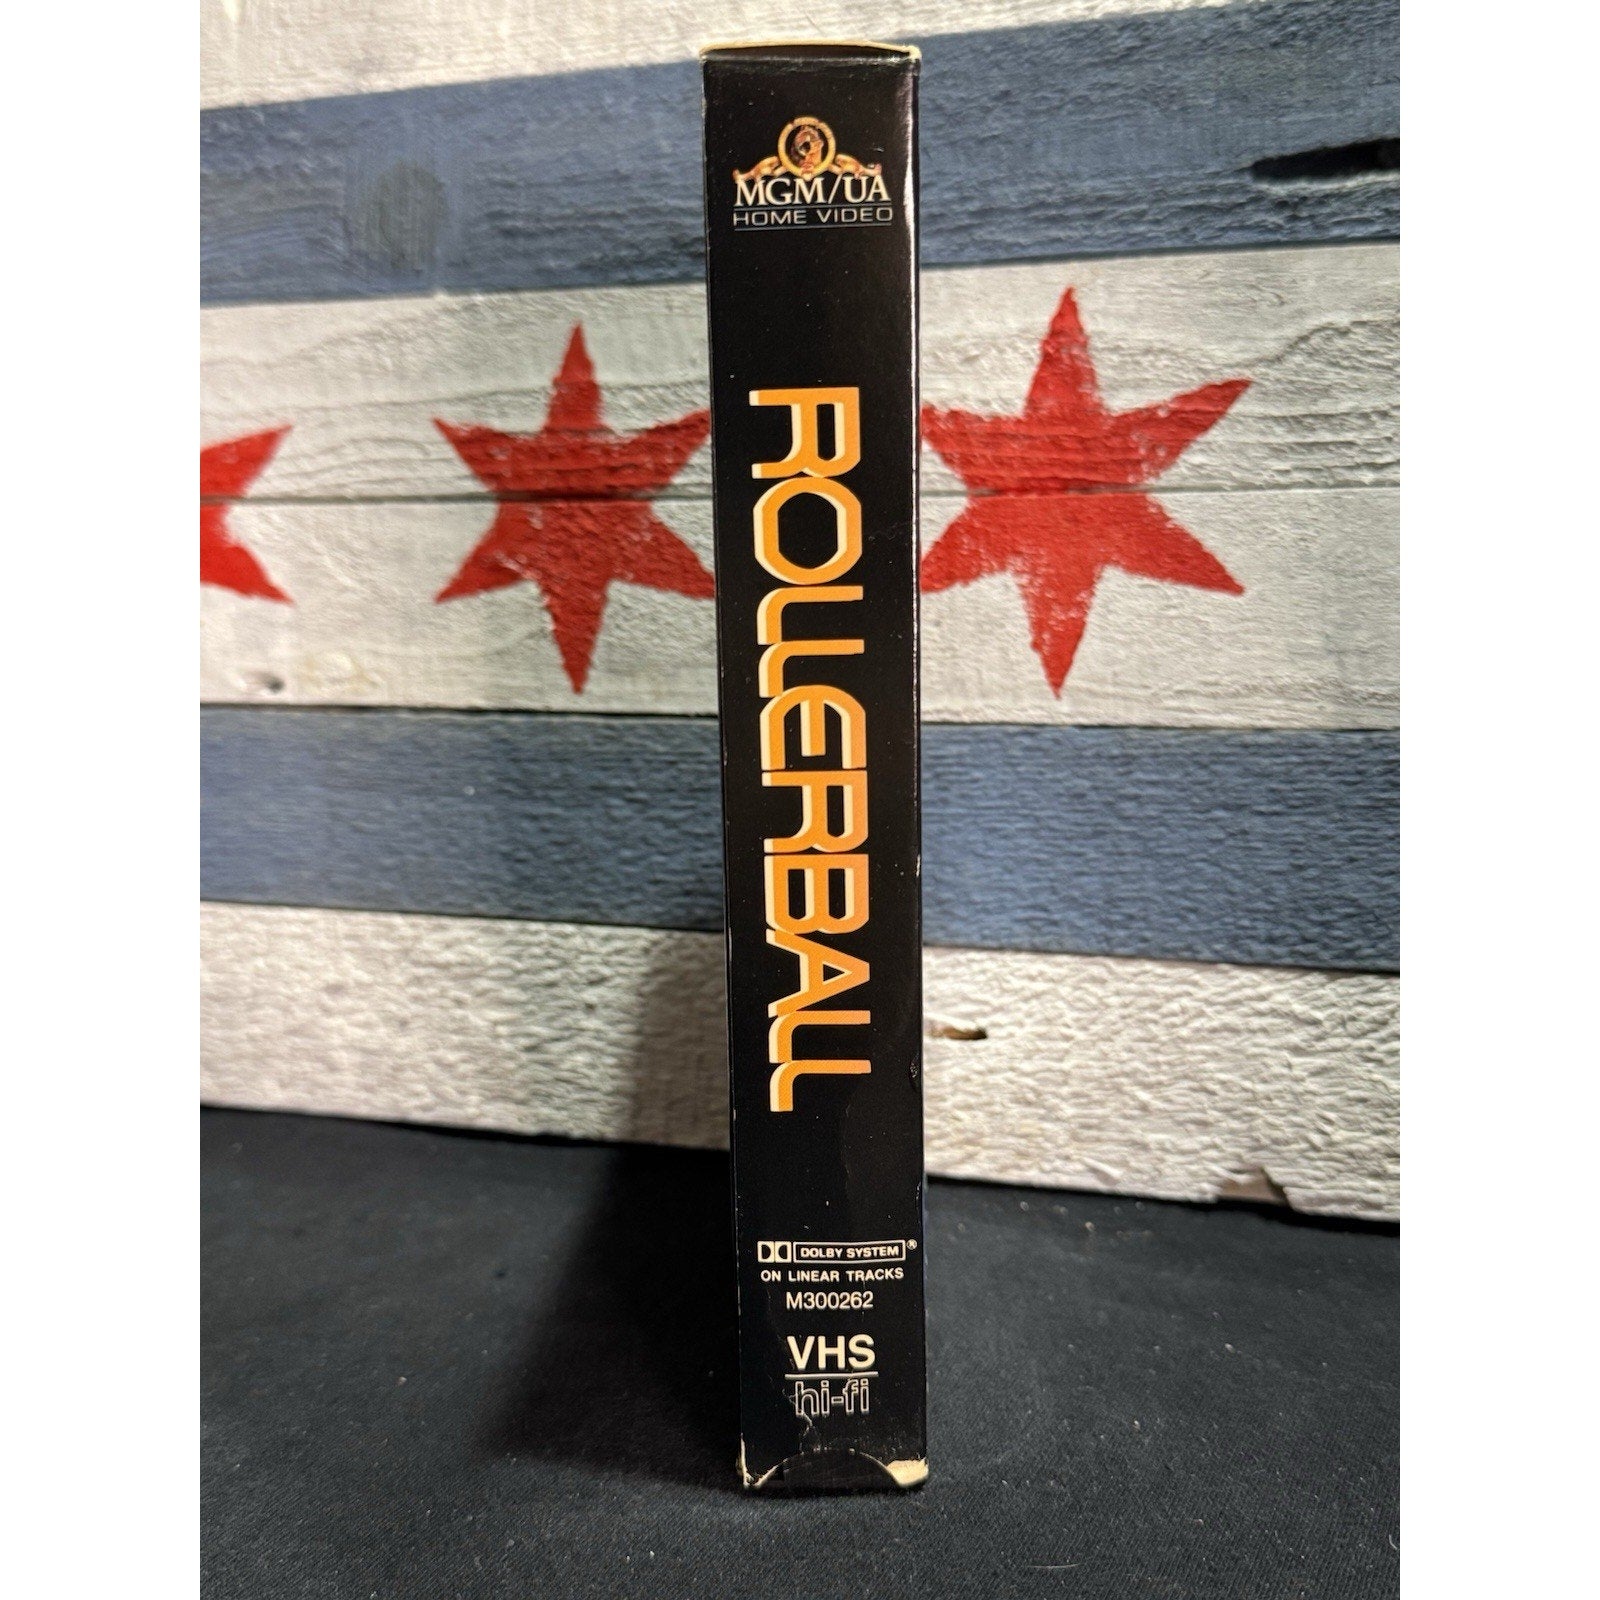 MGM/UA
HOME VIDEO
ROLLERBALL
DOLBY SYSTEM®
ON LINEAR TRACKS
M300262
VHS
hi-fi